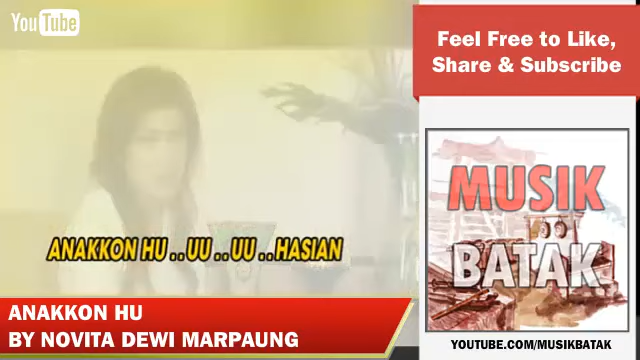 YouTube
Feel Free to Like,
Share & Subscribe
MUSIK
BATAK
ANAKKON HU ..UU ..UU ..HASIAN
ANAKKON HU
BY NOVITA DEWI MARPAUNG
YOUTUBE.COM/MUSIKBATAK